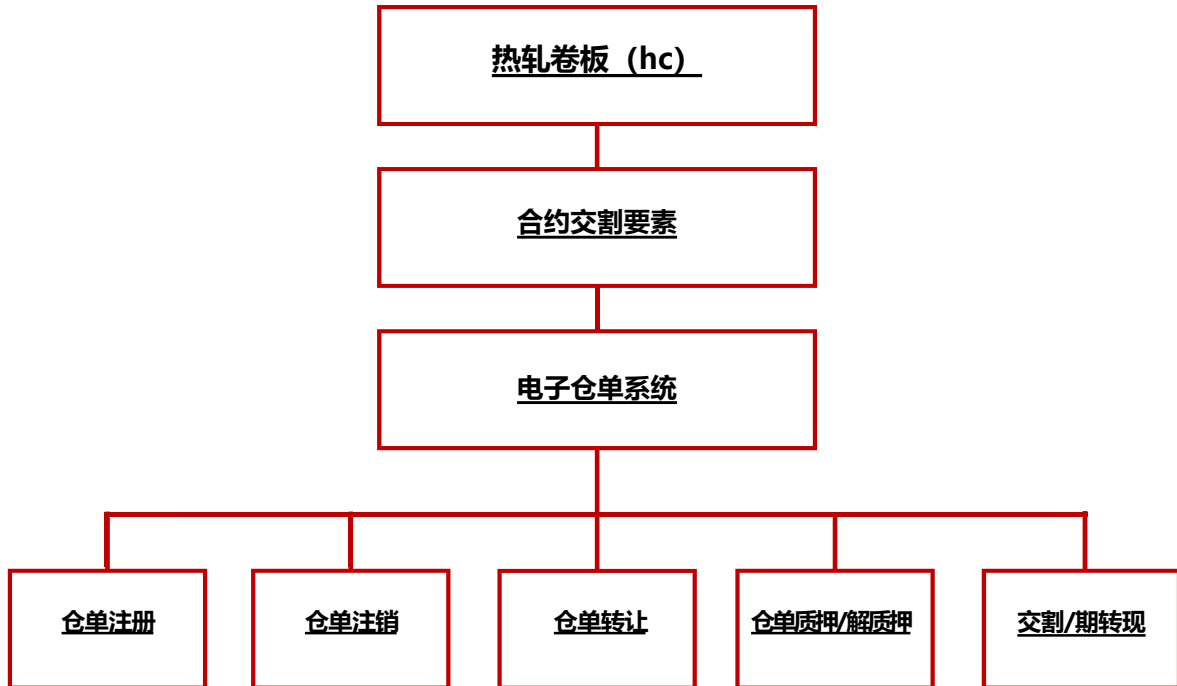 热轧卷板（hc）
合约交割要素
电子仓单系统
仓单注册
仓单注销
仓单转让
仓单质押/解质押
交割/期转现